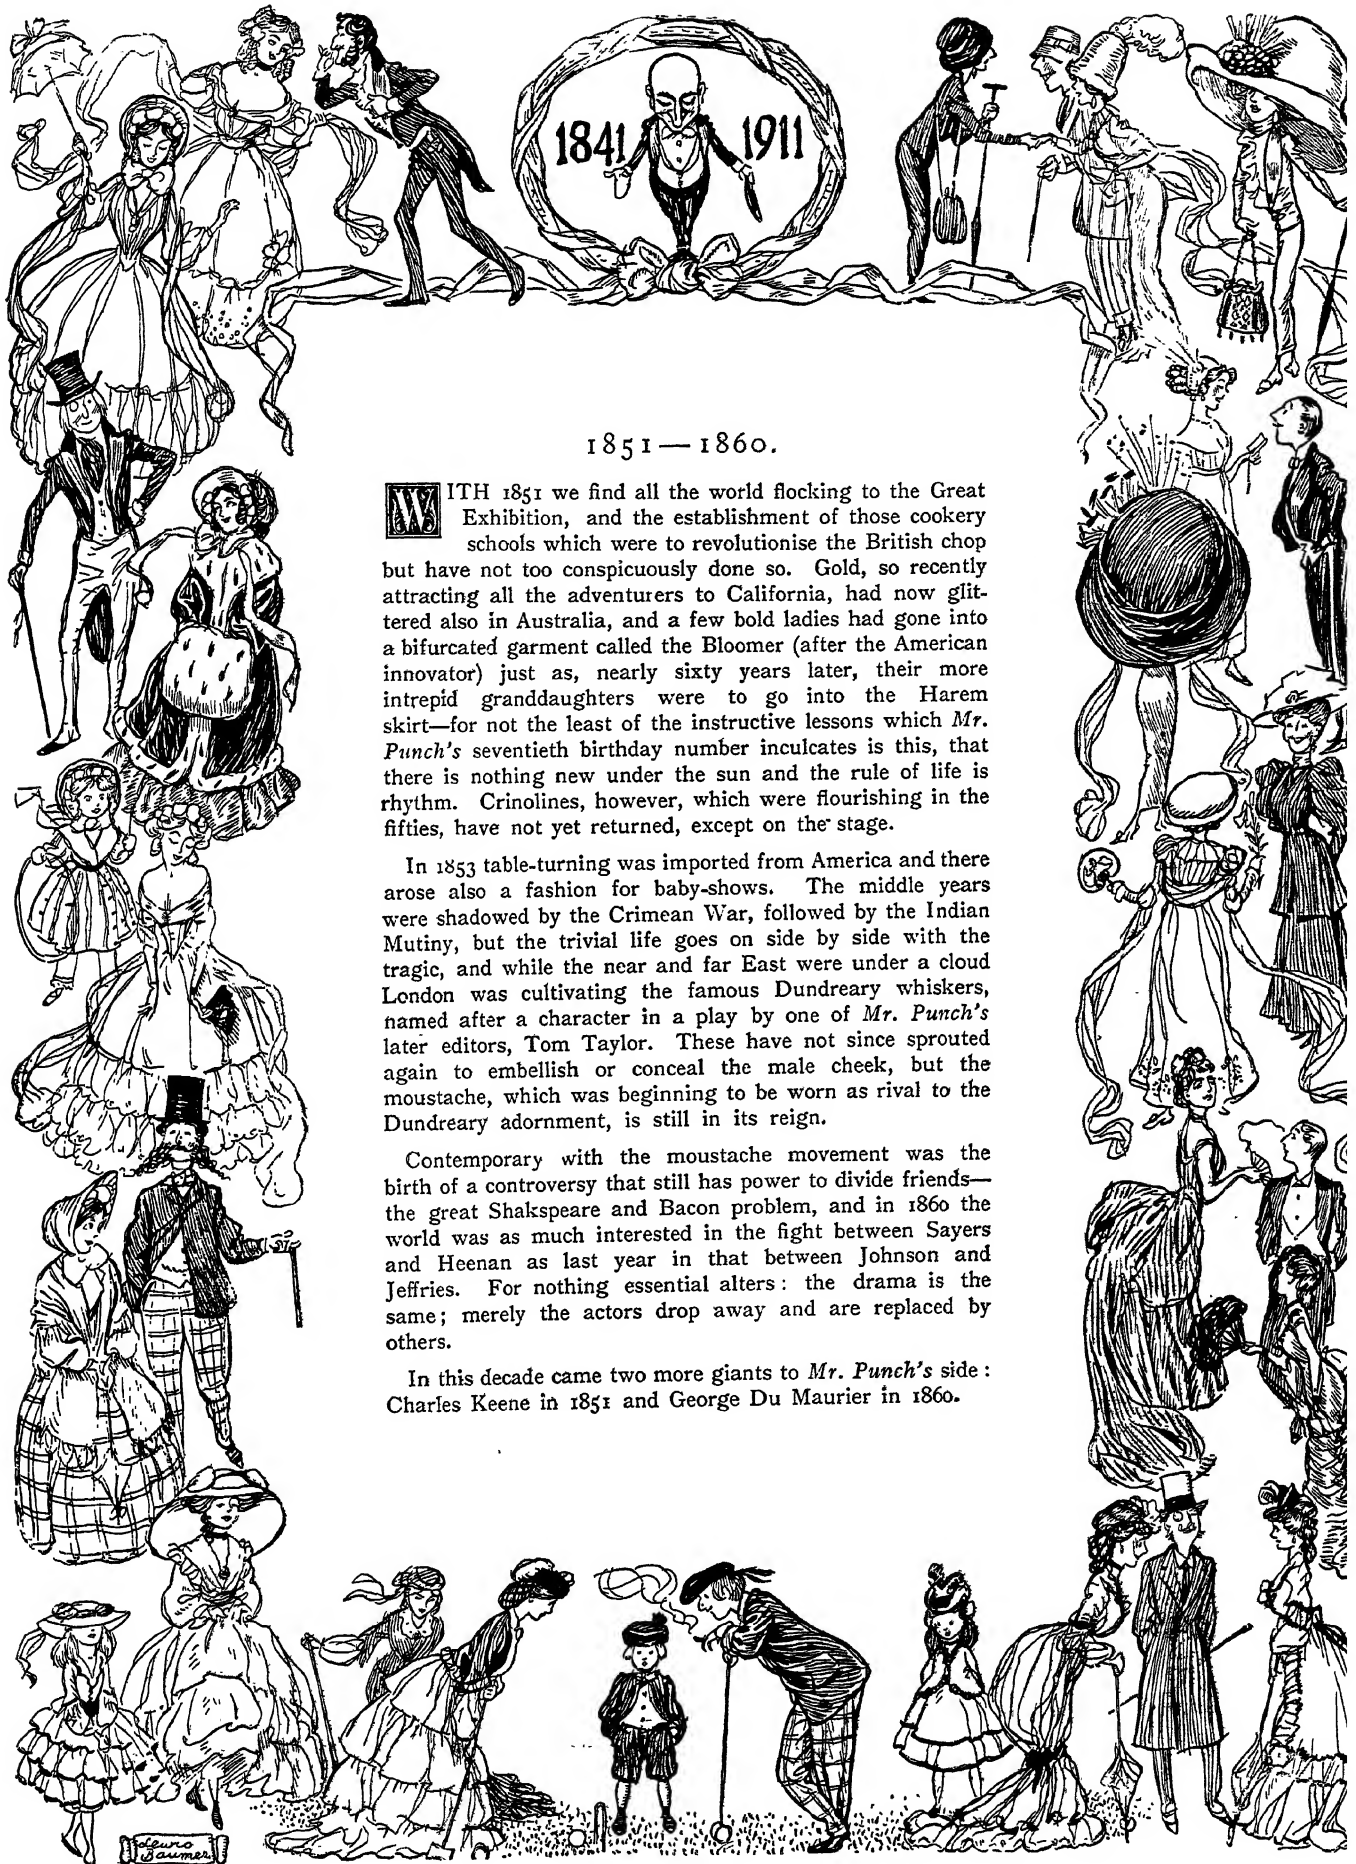 1841 1911
1851—1860.
WITH 1851 we find all the world flocking to the Great
Exhibition, and the establishment of those cookery
schools which were to revolutionise the British chop
but have not too conspicuously done so. Gold, so recently
attracting all the adventurers to California, had now glit-
tered also in Australia, and a few bold ladies had gone into
a bifurcated garment called the Bloomer (after the American
innovator) just as, nearly sixty years later, their more
intrepid granddaughters were to go into the Harem
skirt—for not the least of the instructive lessons which Mr.
Punch's seventieth birthday number inculcates is this, that
there is nothing new under the sun and the rule of life is
rhythm. Crinolines, however, which were flourishing in the
fifties, have not yet returned, except on the stage.
In 1853 table-turning was imported from America and there
arose also a fashion for baby-shows. The middle years
were shadowed by the Crimean War, followed by the Indian
Mutiny, but the trivial life goes on side by side with the
tragic, and while the near and far East were under a cloud
London was cultivating the famous Dundreary whiskers,
named after a character in a play by one of Mr. Punch's
later editors, Tom Taylor. These have not since sprouted
again to embellish or conceal the male cheek, but the
moustache, which was beginning to be worn as rival to the
Dundreary adornment, is still in its reign.
Contemporary with the moustache movement was the
birth of a controversy that still has power to divide friends—
the great Shakspeare and Bacon problem, and in 1860 the
world was as much interested in the fight between Sayers
and Heenan as last year in that between Johnson and
Jeffries. For nothing essential alters: the drama is the
same; merely the actors drop away and are replaced by
others.
In this decade came two more giants to Mr. Punch's side:
Charles Keene in 1851 and George Du Maurier in 1860.
Lewis
Baumer